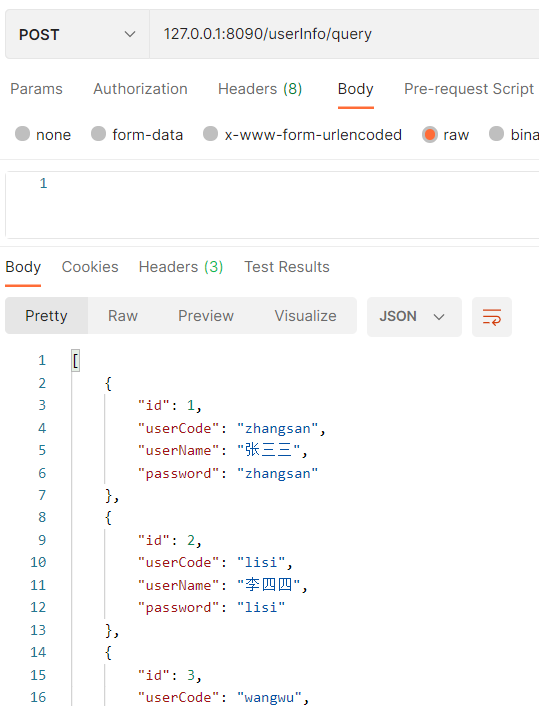 POST 127.0.0.1:8090/userInfo/query
Params Authorization Headers (8) Body Pre-request Script
none form-data x-www-form-urlencoded raw bina
1
Body Cookies Headers (3) Test Results
Pretty Raw Preview Visualize JSON
1 [
2 {
3 "id": 1,
4 "userCode": "zhangsan",
5 "userName": "张三三",
6 "password": "zhangsan"
7 },
8 {
9 "id": 2,
10 "userCode": "lisi",
11 "userName": "李四四",
12 "password": "lisi"
13 },
14 {
15 "id": 3,
16 "userCode": "wangwu",